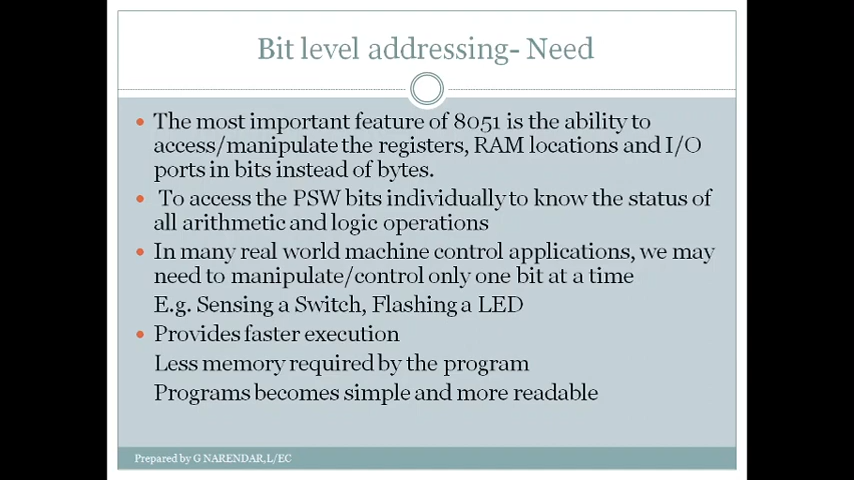 Bit level addressing- Need
The most important feature of 8051 is the ability to
access/manipulate the registers, RAM locations and I/O
ports in bits instead of bytes.
To access the PSW bits individually to know the status of
all arithmetic and logic operations
In many real world machine control applications, we may
need to manipulate/control only one bit at a time
E.g. Sensing a Switch, Flashing a LED
Provides faster execution
Less memory required by the program
Programs becomes simple and more readable
Prepared by G NARENDAR,L/EC